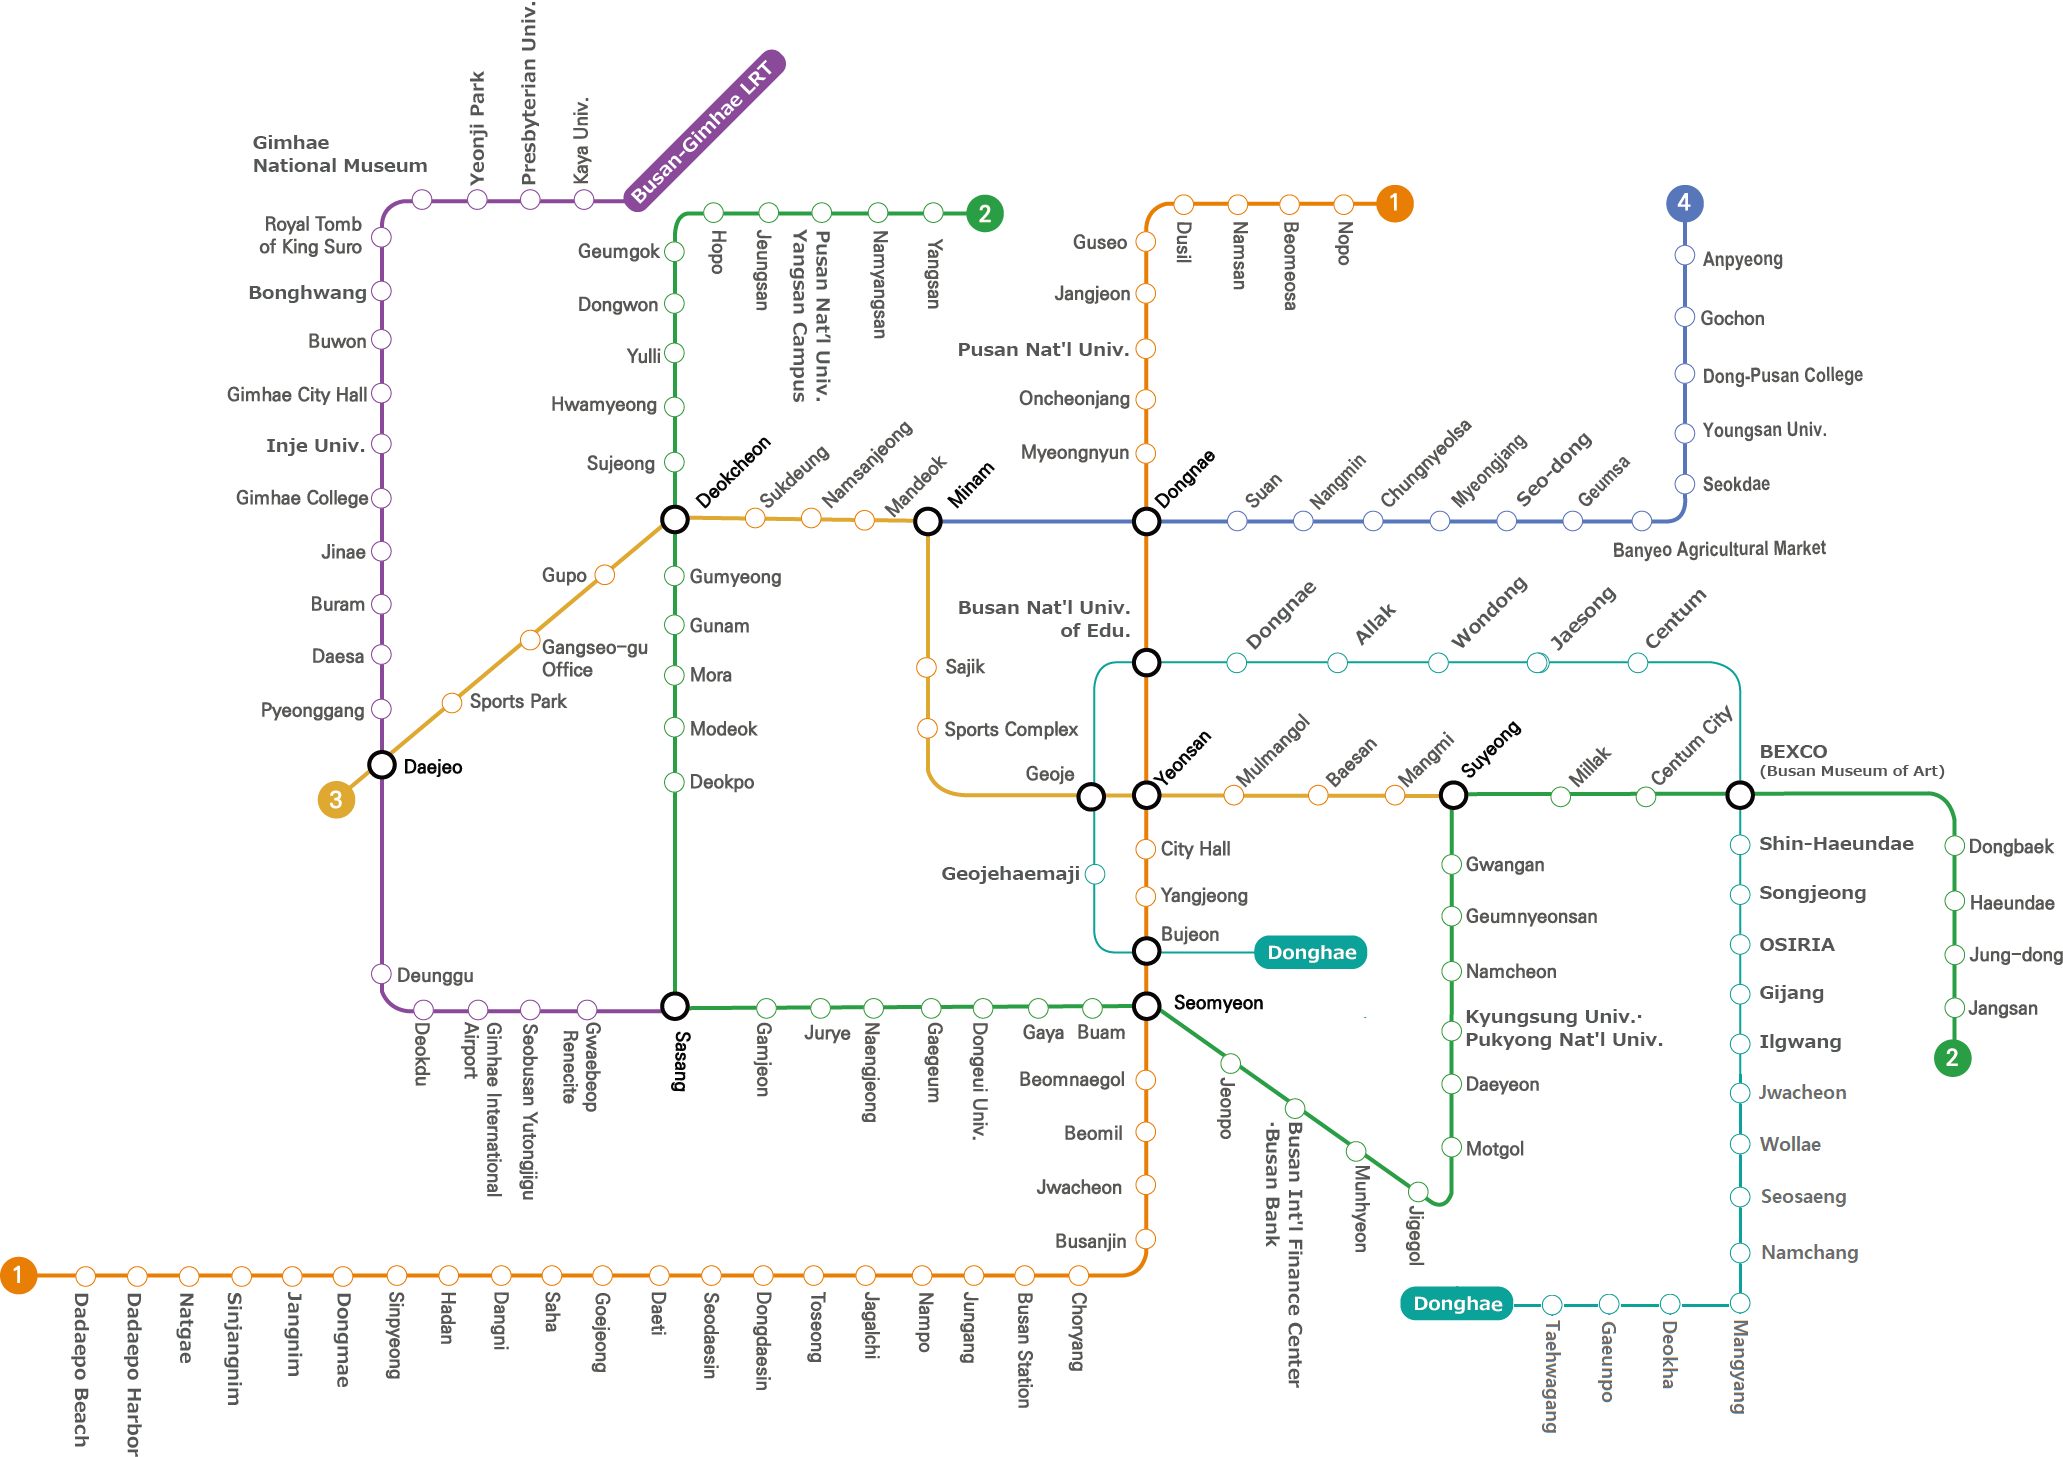 Busan-Gimhae LRT
Kaya Univ.
Presbyterian Univ.
Yeonji Park
Gimhae
National Museum
Royal Tomb
of King Suro
Bonghwang
Buwon
Gimhae City Hall
Inje Univ.
Gimhae College
Jinae
Buram
Daesa
Pyeonggang
Daejeo
3
Deunggu
Deokdu
Gimhae International
Airport
Seobusan Yutongjigu
Gwaebeop
Renecite
Sasang
2
Yangsan
Namyangsan
Pusan Nat'l Univ.
Yangsan Campus
Jeungsan
Hopo
Geumgok
Dongwon
Yulli
Hwamyeong
Sujeong
Deokcheon
Gumyeong
Gunam
Mora
Modeok
Deokpo
Gupo
Gangseo-gu
Office
Sports Park
Sukdeung
Namsanjeong
Mandeok
Minam
Sajik
Sports Complex
Geoje
Geojehaemaji
1
Nopo
Beomeosa
Namsan
Dusil
Guseo
Jangjeon
Pusan Nat'l Univ.
Oncheonjang
Myeongnyun
Dongnae
Busan Nat'l Univ.
of Edu.
Yeonsan
City Hall
Yangjeong
Bujeon
Donghae
Seomyeon
Beomnaegol
Beomil
Jwacheon
Busanjin
4
Anpyeong
Gochon
Dong-Pusan College
Youngsan Univ.
Seokdae
Banyeo Agricultural Market
Suan
Nangmin
Chungnyeolsa
Myeongjang
Seo-dong
Geumsa
Dongnae
Allak
Wondong
Jaesong
Centum
Mulmangol
Baesan
Mangmi
Suyeong
Millak
Centum City
BEXCO
(Busan Museum of Art)
Dongbaek
Haeundae
Jung-dong
Jangsan
2
Shin-Haeundae
Songjeong
OSIRIA
Gijang
Ilgwang
Jwacheon
Wollae
Seosaeng
Namchang
Mangyang
Deokha
Gaeunpo
Taehwagang
Donghae
Gwangan
Geumnyeonsan
Namcheon
Kyungsung Univ.·
Pukyong Nat'l Univ.
Daeyeon
Motgol
Jigegol
Munhyeon
Busan Int'l Finance Center
·Busan Bank
Jeonpo
Gamjeon
Jurye
Naengjeong
Gaegeum
Dongeui Univ.
Gaya
Buam
1
Dadaepo Beach
Dadaepo Harbor
Natgae
Sinjangnim
Jangnim
Dongmae
Sinpyeong
Hadan
Dangni
Saha
Goejeong
Daeti
Seodaesin
Dongdaesin
Toseong
Jagalchi
Nampo
Jungang
Busan Station
Choryang